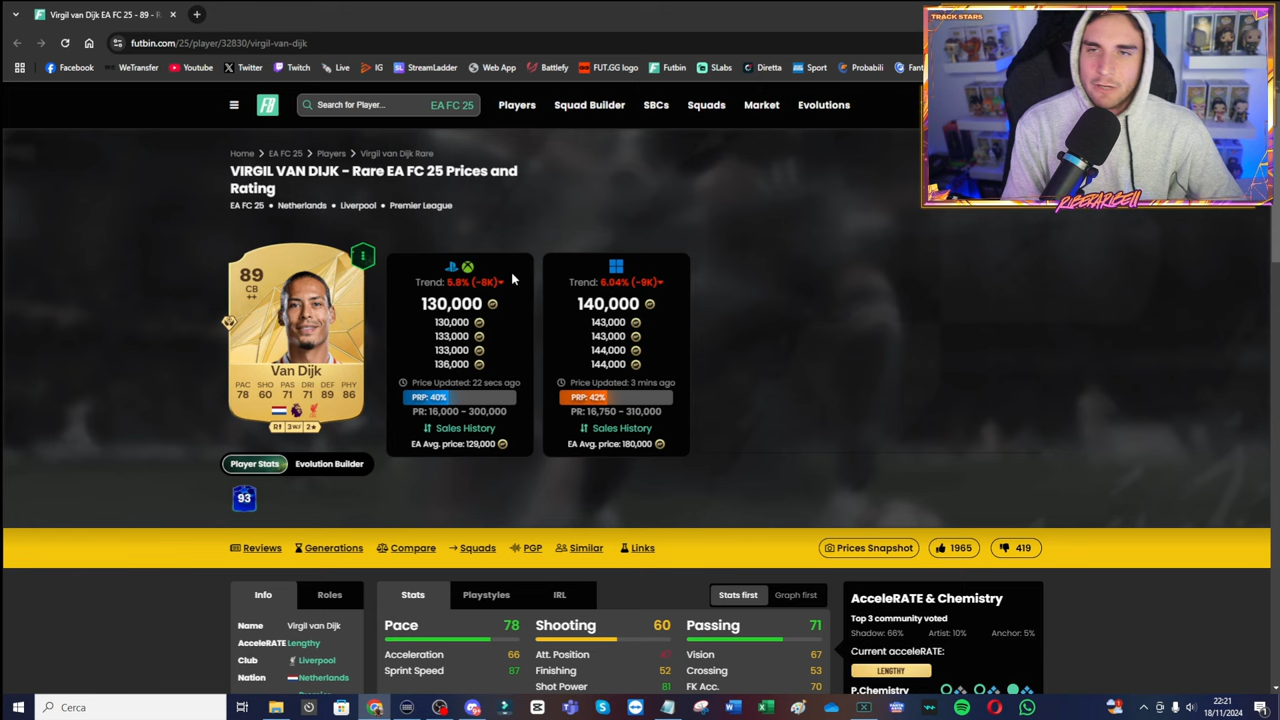 Virgil van Dijk EA FC 25 - 89 - R
futbin.com/25/player/32830/virgil-van-dijk
Facebook WeTransfer Youtube Twitter Twitch Live IG Leader Web App Battlefy FUT.GG logo Futbin SLabs Diretta Sport Probabili Fant
TRACK STARS
Search for Player... EA FC 25
Players Squad Builder SBCs Squads Market Evolutions
Home > EA FC 25 > Players > Virgil van Dijk Rare
VIRGIL VAN DIJK - Rare EA FC 25 Prices and
Rating
EA FC 25 • Netherlands • Liverpool • Premier League
89
CB
++
Van Dijk
PAC SHO PAS DRI DEF PHY
78 60 71 71 89 86
Trend: 5.8% (-8K)
130,000
130,000
133,000
133,000
136,000
Price Updated: 22 secs ago
PRP: 40%
PR: 16,000 - 300,000
Sales History
EA Avg. price: 129,000
Trend: 6.04% (-9K)
140,000
143,000
143,000
144,000
144,000
Price Updated: 3 mins ago
PRP: 42%
PR: 16,750 - 310,000
Sales History
EA Avg. price: 180,000
Player Stats Evolution Builder
93
Reviews Generations Compare Squads PGP Similar Links
Prices Snapshot 1965 419
Info Roles
Name Virgil van Dijk
AcceleRATE Lengthy
Club Liverpool
Nation Netherlands
Premier
Stats Playstyles IRL
Stats first Graph first
Pace 78
Acceleration 66
Sprint Speed 87
Shooting 60
Att. Position
Finishing 52
Shot Power 81
Passing 71
Vision 67
Crossing 53
FK Acc. 70
AcceleRATE & Chemistry
Top 3 community voted
Shadow: 66% Artist: 10% Anchor: 5%
Current acceleRATE:
LENGTHY
P.Chemistry
Cerca
22:21
18/11/2024